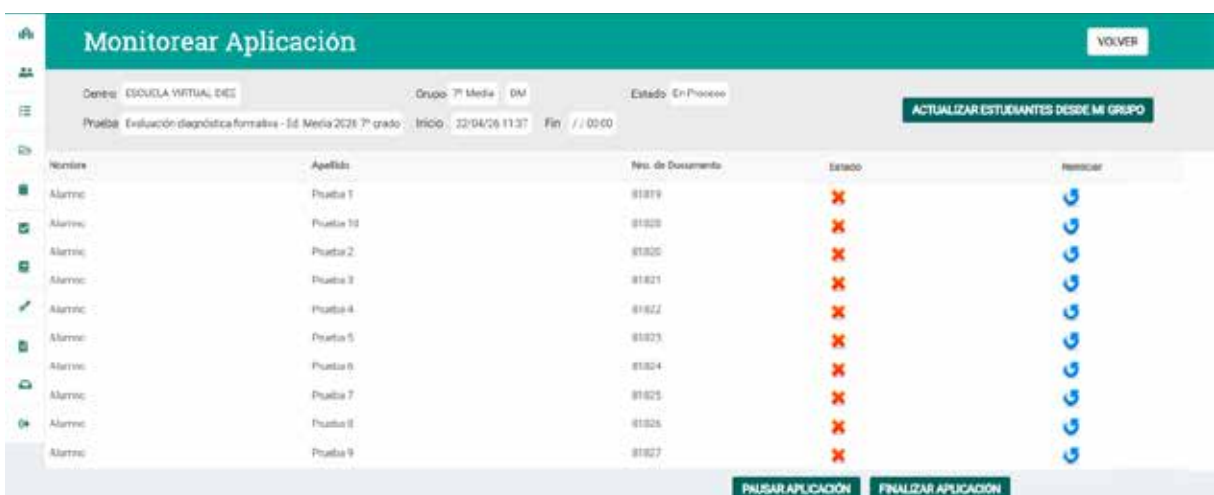 Monitorear Aplicación VOLVER
Centro ESCUELA VIRTUAL DIEE Grupo 7º Media DM Estado En Proceso
ACTUALIZAR ESTUDIANTES DESDE MI GRUPO
Prueba Evaluación diagnóstica formativa - Ed. Media 2026 7º grado Inicio 22/04/26 11:37 Fin / / 00:00
Nombre Apellido Nro. de Documento Estado Reiniciar
Alumno Prueba 1 81819
Alumno Prueba 10 81828
Alumno Prueba 2 81820
Alumno Prueba 3 81821
Alumno Prueba 4 81822
Alumno Prueba 5 81823
Alumno Prueba 6 81824
Alumno Prueba 7 81825
Alumno Prueba 8 81826
Alumno Prueba 9 81827
PAUSAR APLICACIÓN FINALIZAR APLICACIÓN